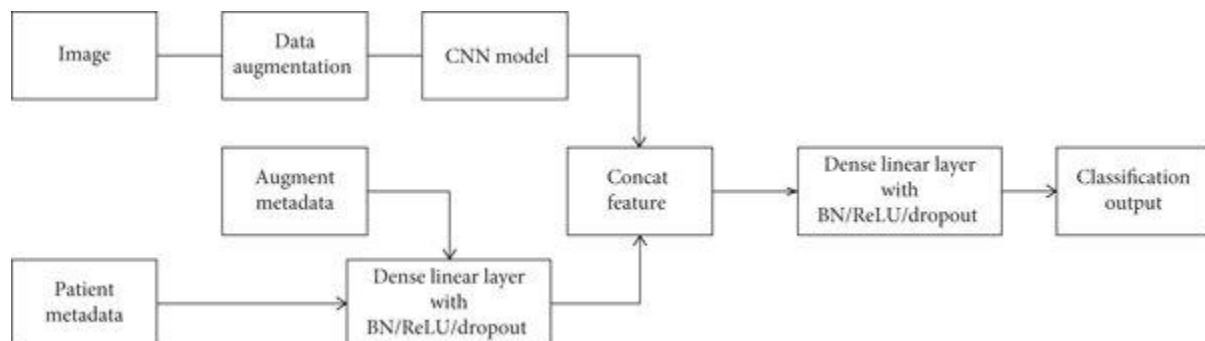 Image
Data
augmentation
CNN model
Augment
metadata
Concat
feature
Dense linear layer
with
BN/ReLU/dropout
Classification
output
Patient
metadata
Dense linear layer
with
BN/ReLU/dropout